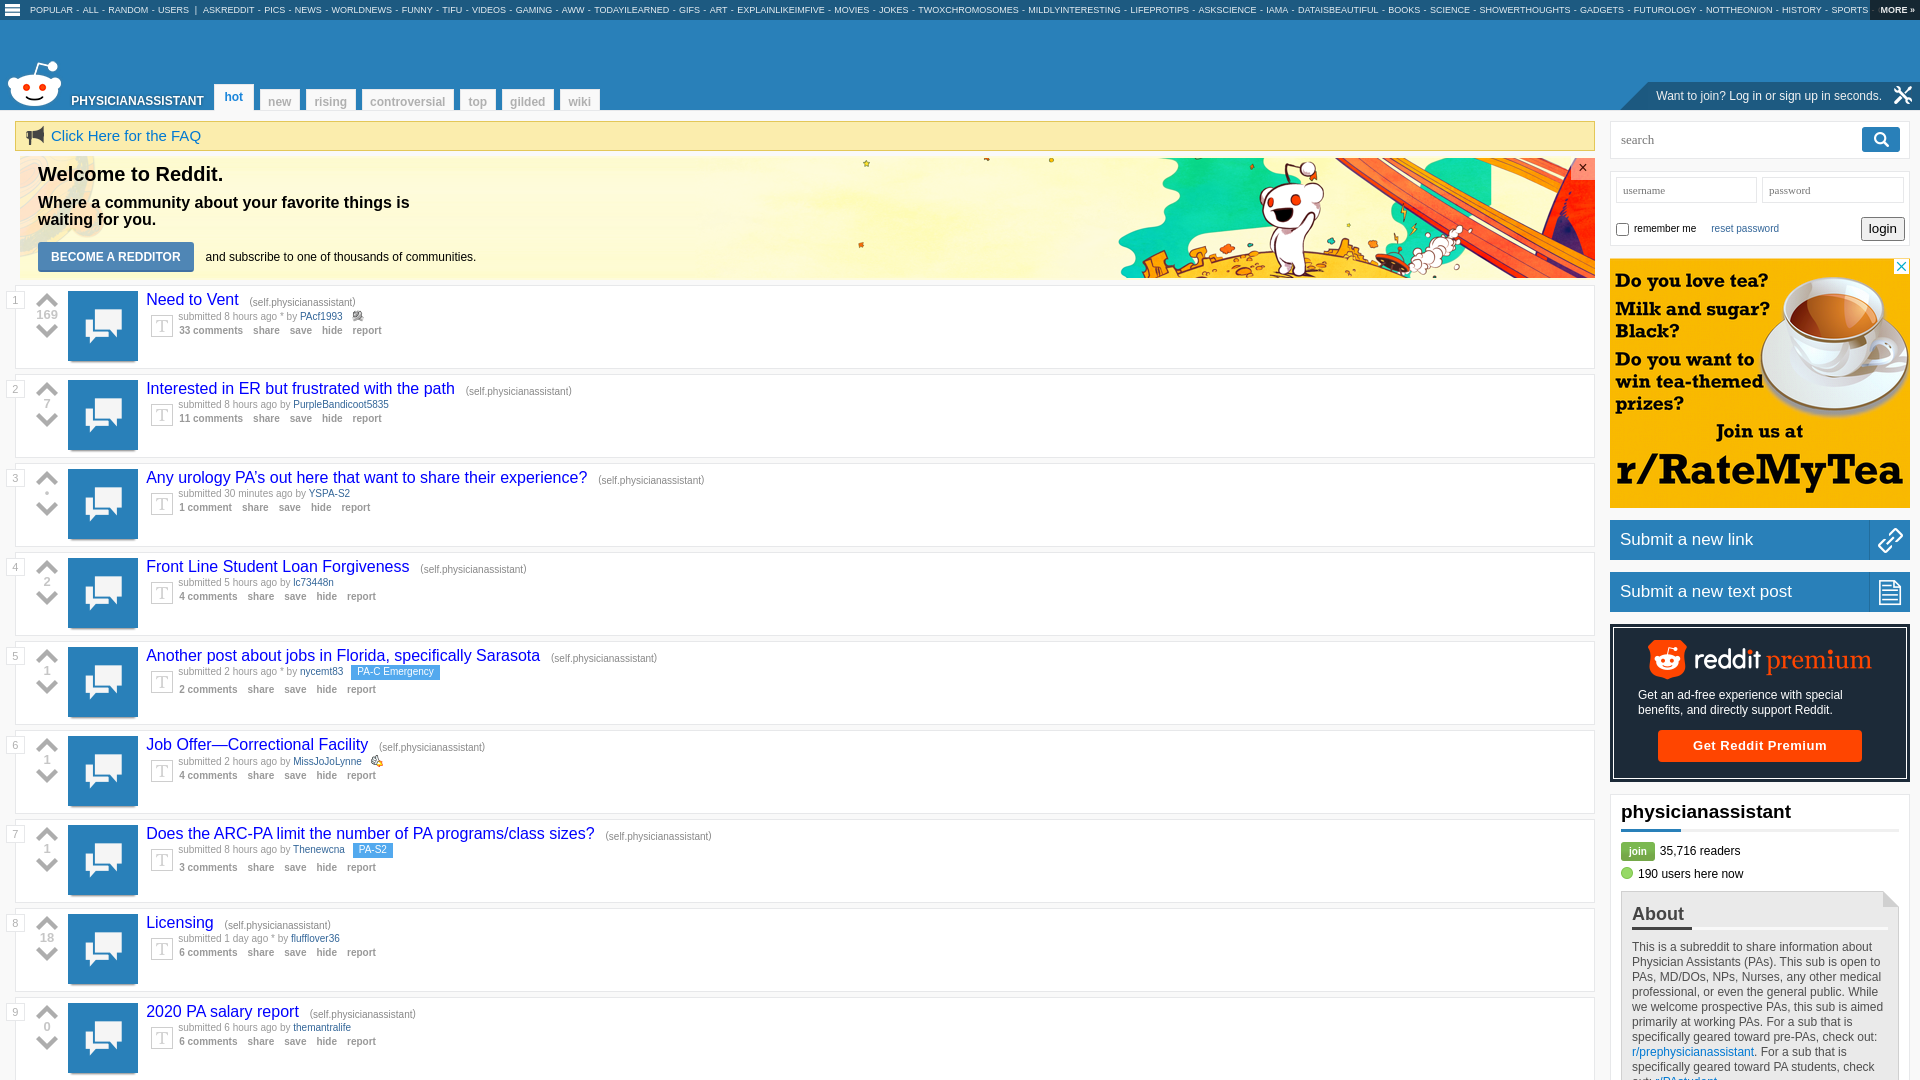 POPULAR - ALL - RANDOM - USERS | ASKREDDIT - PICS - NEWS - WORLDNEWS - FUNNY - TIFU - VIDEOS - GAMING - AWW - TODAYILEARNED - GIFS - ART - EXPLAINLIKEIMFIVE - MOVIES - JOKES - TWOXCHROMOSOMES - MILDLYINTERESTING - LIFEPROTIPS - ASKSCIENCE - IAMA - DATAISBEAUTIFUL - BOOKS - SCIENCE - SHOWERTHOUGHTS - GADGETS - FUTUROLOGY - NOTTHEONION - HISTORY - SPORTS MORE »
PHYSICIANASSISTANT hot new rising controversial top gilded wiki
Want to join? Log in or sign up in seconds.
Click Here for the FAQ
Welcome to Reddit.
Where a community about your favorite things is
waiting for you.
BECOME A REDDITOR and subscribe to one of thousands of communities.
×
1
169
Need to Vent (self.physicianassistant)
T
submitted 8 hours ago * by PAcf1993
33 comments share save hide report
2
7
Interested in ER but frustrated with the path (self.physicianassistant)
T
submitted 8 hours ago by PurpleBandicoot5835
11 comments share save hide report
3
•
Any urology PA’s out here that want to share their experience? (self.physicianassistant)
T
submitted 30 minutes ago by YSPA-S2
1 comment share save hide report
4
2
Front Line Student Loan Forgiveness (self.physicianassistant)
T
submitted 5 hours ago by lc73448n
4 comments share save hide report
5
1
Another post about jobs in Florida, specifically Sarasota (self.physicianassistant)
T
submitted 2 hours ago * by nycemt83 PA-C Emergency
2 comments share save hide report
6
1
Job Offer—Correctional Facility (self.physicianassistant)
T
submitted 2 hours ago by MissJoJoLynne
4 comments share save hide report
7
1
Does the ARC-PA limit the number of PA programs/class sizes? (self.physicianassistant)
T
submitted 8 hours ago by Thenewcna PA-S2
3 comments share save hide report
8
18
Licensing (self.physicianassistant)
T
submitted 1 day ago * by flufflover36
6 comments share save hide report
9
0
2020 PA salary report (self.physicianassistant)
T
submitted 6 hours ago by themantralife
6 comments share save hide report
search
username password
remember me reset password login
Do you love tea?
Milk and sugar?
Black?
Do you want to
win tea-themed
prizes?
Join us at
r/RateMyTea
Submit a new link
Submit a new text post
reddit premium
Get an ad-free experience with special
benefits, and directly support Reddit.
Get Reddit Premium
physicianassistant
join 35,716 readers
190 users here now
About
This is a subreddit to share information about
Physician Assistants (PAs). This sub is open to
PAs, MD/DOs, NPs, Nurses, any other medical
professional, or even the general public. While
we welcome prospective PAs, this sub is aimed
primarily at working PAs. For a sub that is
specifically geared toward pre-PAs, check out:
r/prephysicianassistant. For a sub that is
specifically geared toward PA students, check